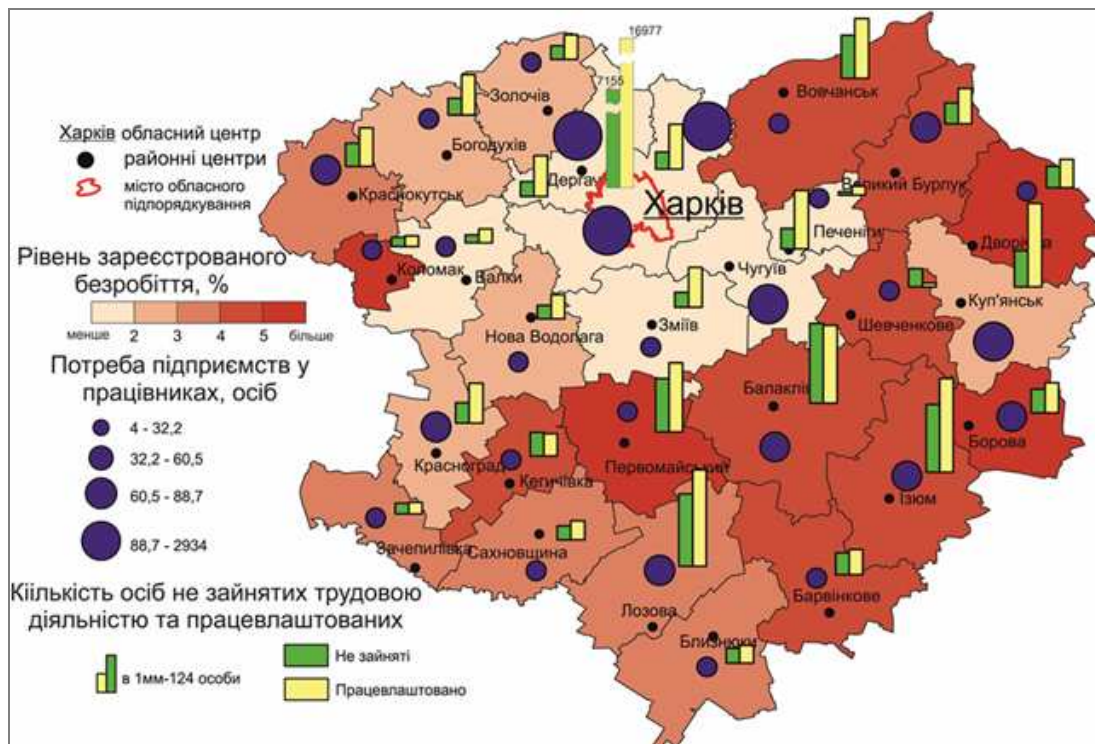 16977
7155
Харків обласний центр
районні центри
місто обласного
підпорядкування
Рівень зареєстрованого
безробіття, %
менше 2 3 4 5 більше
Потреба підприємств у
працівниках, осіб
4 - 32,2
32,2 - 60,5
60,5 - 88,7
88,7 - 2934
Кіількість осіб не зайнятих трудовою
діяльністю та працевлаштованих
в 1мм-124 особи
Не зайняті
Працевлаштовано
Золочів
Вовчанськ
Богодухів
Дергачі
Великий Бурлук
Краснокутськ
Харків
Печеніги
Дворічна
Коломак
Валки
Чугуїв
Куп'янськ
Нова Водолага
Зміїв
Шевченкове
Балаклія
Борова
Красноград
Первомайський
Кегичівка
Ізюм
Зачепилівка
Сахновщина
Барвінкове
Лозова
Близнюки